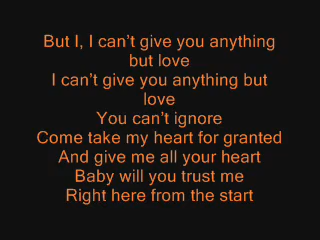 But I, I can't give you anything
but love
I can't give you anything but
love
You can't ignore
Come take my heart for granted
And give me all your heart
Baby will you trust me
Right here from the start